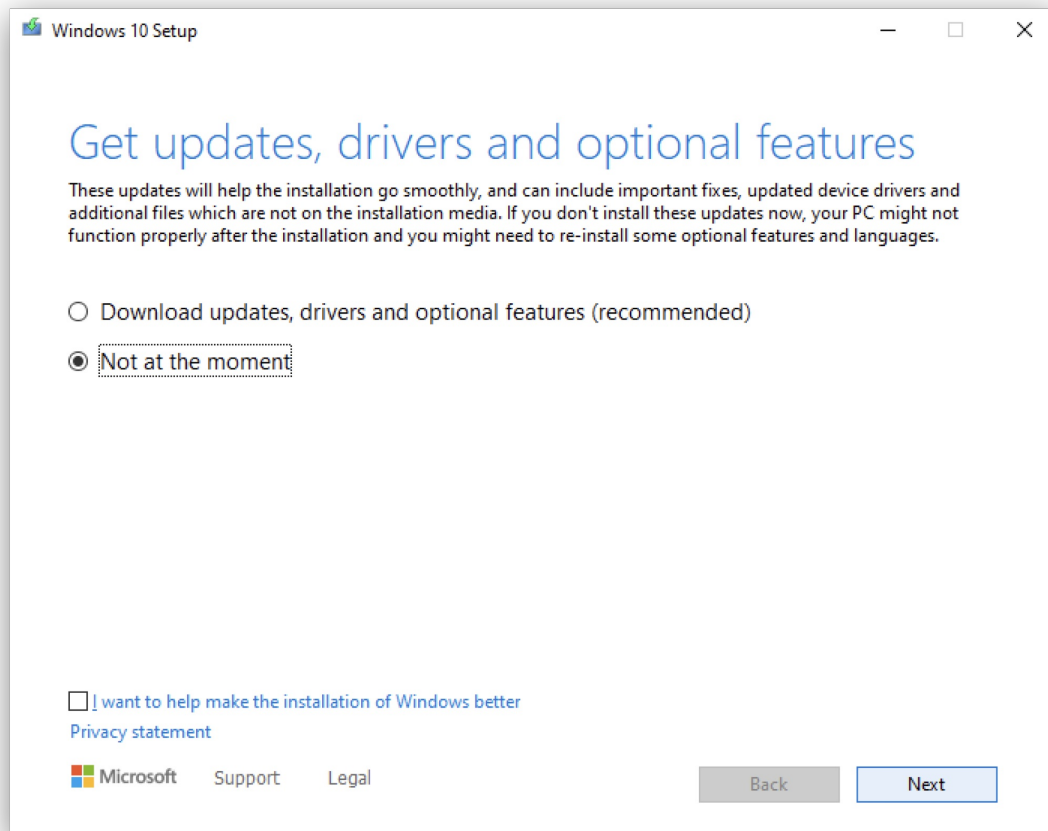 Windows 10 Setup
Get updates, drivers and optional features
These updates will help the installation go smoothly, and can include important fixes, updated device drivers and
additional files which are not on the installation media. If you don't install these updates now, your PC might not
function properly after the installation and you might need to re-install some optional features and languages.
Download updates, drivers and optional features (recommended)
Not at the moment
I want to help make the installation of Windows better
Privacy statement
Microsoft Support Legal Back Next